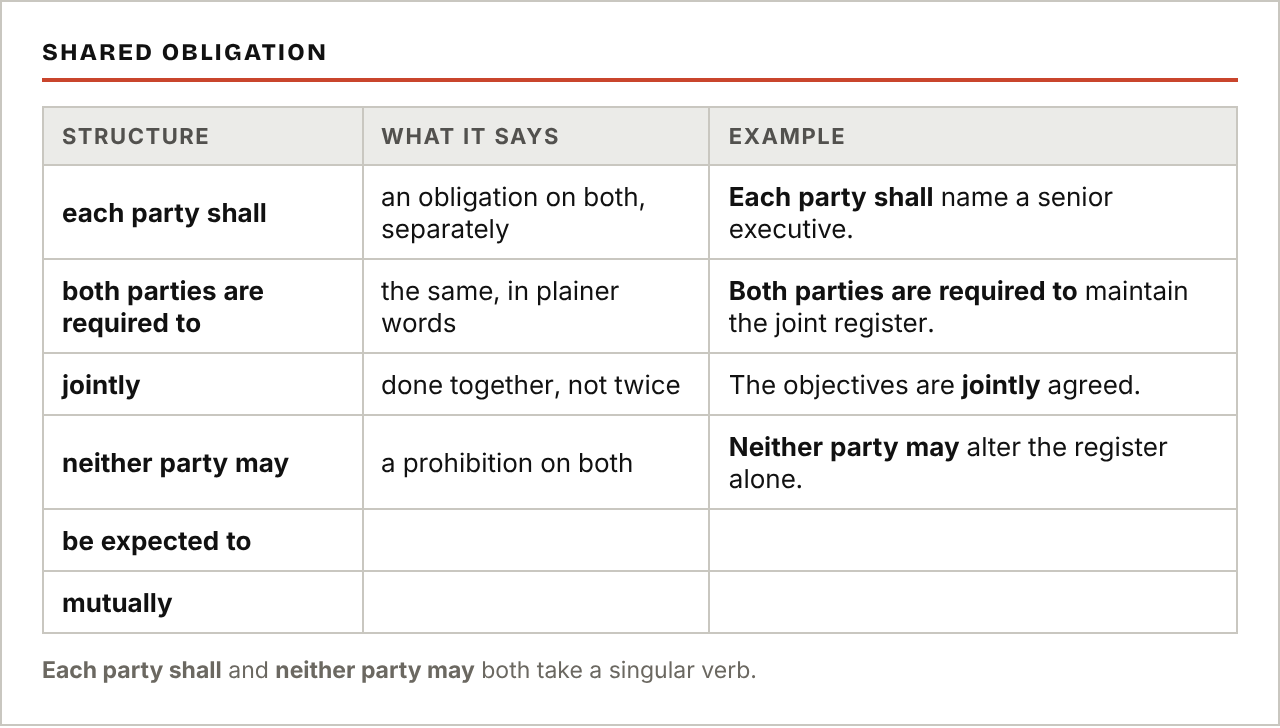 SHARED OBLIGATION
STRUCTURE
WHAT IT SAYS
EXAMPLE
each party shall
an obligation on both,
separately
Each party shall name a senior
executive.
both parties are
required to
the same, in plainer
words
Both parties are required to maintain
the joint register.
jointly
done together, not twice
The objectives are jointly agreed.
neither party may
a prohibition on both
Neither party may alter the register
alone.
be expected to
mutually
Each party shall and neither party may both take a singular verb.